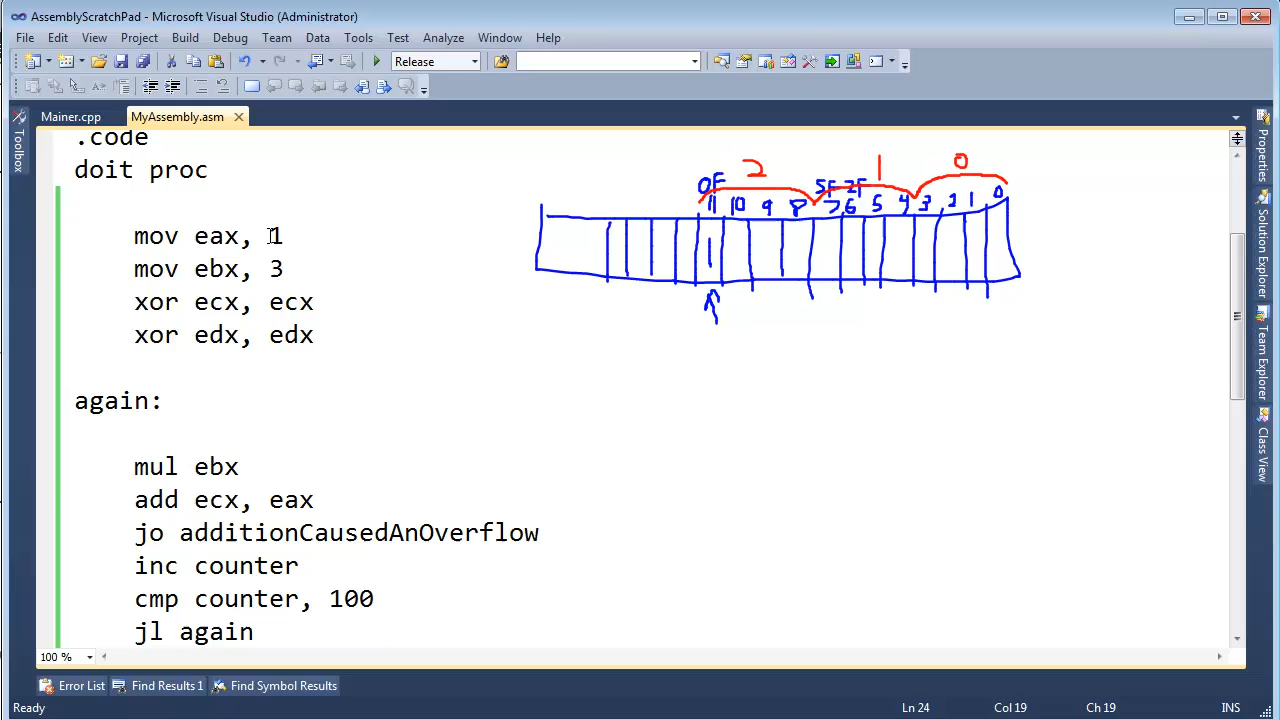 AssemblyScratchPad - Microsoft Visual Studio (Administrator)
File Edit View Project Build Debug Team Data Tools Test Analyze Window Help
Release
Mainer.cpp MyAssembly.asm
Toolbox
Properties
Team Explorer
Class View
.code
doit proc
mov eax, 1
mov ebx, 3
xor ecx, ecx
xor edx, edx
again:
mul ebx
add ecx, eax
jo additionCausedAnOverflow
inc counter
cmp counter, 100
jl again
2 1 0
OF SF ZF
11 10 9 8 7 6 5 4 3 2 1 0
100 %
Error List Find Results 1 Find Symbol Results
Ready Ln 24 Col 19 Ch 19 INS